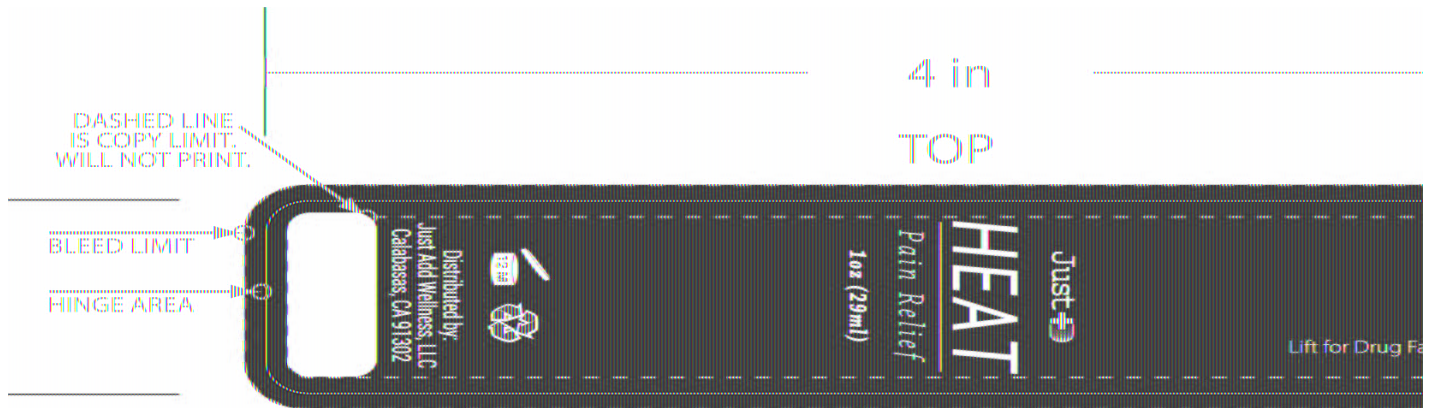 4 in
TOP
DASHED LINE
IS COPY LIMIT.
WILL NOT PRINT.
BLEED LIMIT
HINGE AREA
Distributed by:
Just Add Wellness, LLC
Calabasas, CA 91302
1oz (29ml)
Pain Relief
HEAT
Just
Lift for Drug Fa